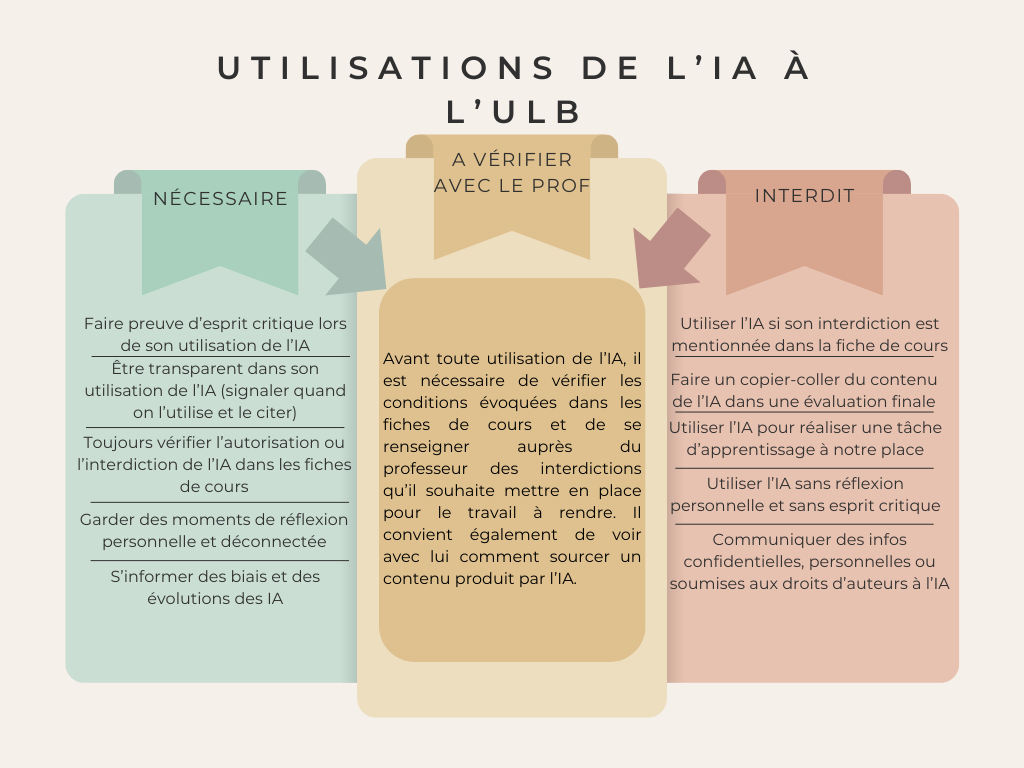 UTILISATIONS DE L’IA À
L’ULB
NÉCESSAIRE
Faire preuve d’esprit critique lors
de son utilisation de l’IA
Être transparent dans son
utilisation de l’IA (signaler quand
on l’utilise et le citer)
Toujours vérifier l’autorisation ou
l’interdiction de l’IA dans les fiches
de cours
Garder des moments de réflexion
personnelle et déconnectée
S’informer des biais et des
évolutions des IA
A VÉRIFIER
AVEC LE PROF
Avant toute utilisation de l’IA, il
est nécessaire de vérifier les
conditions évoquées dans les
fiches de cours et de se
renseigner auprès du
professeur des interdictions
qu’il souhaite mettre en place
pour le travail à rendre. Il
convient également de voir
avec lui comment sourcer un
contenu produit par l’IA.
INTERDIT
Utiliser l’IA si son interdiction est
mentionnée dans la fiche de cours
Faire un copier-coller du contenu
de l’IA dans une évaluation finale
Utiliser l’IA pour réaliser une tâche
d’apprentissage à notre place
Utiliser l’IA sans réflexion
personnelle et sans esprit critique
Communiquer des infos
confidentielles, personnelles ou
soumises aux droits d’auteurs à l’IA